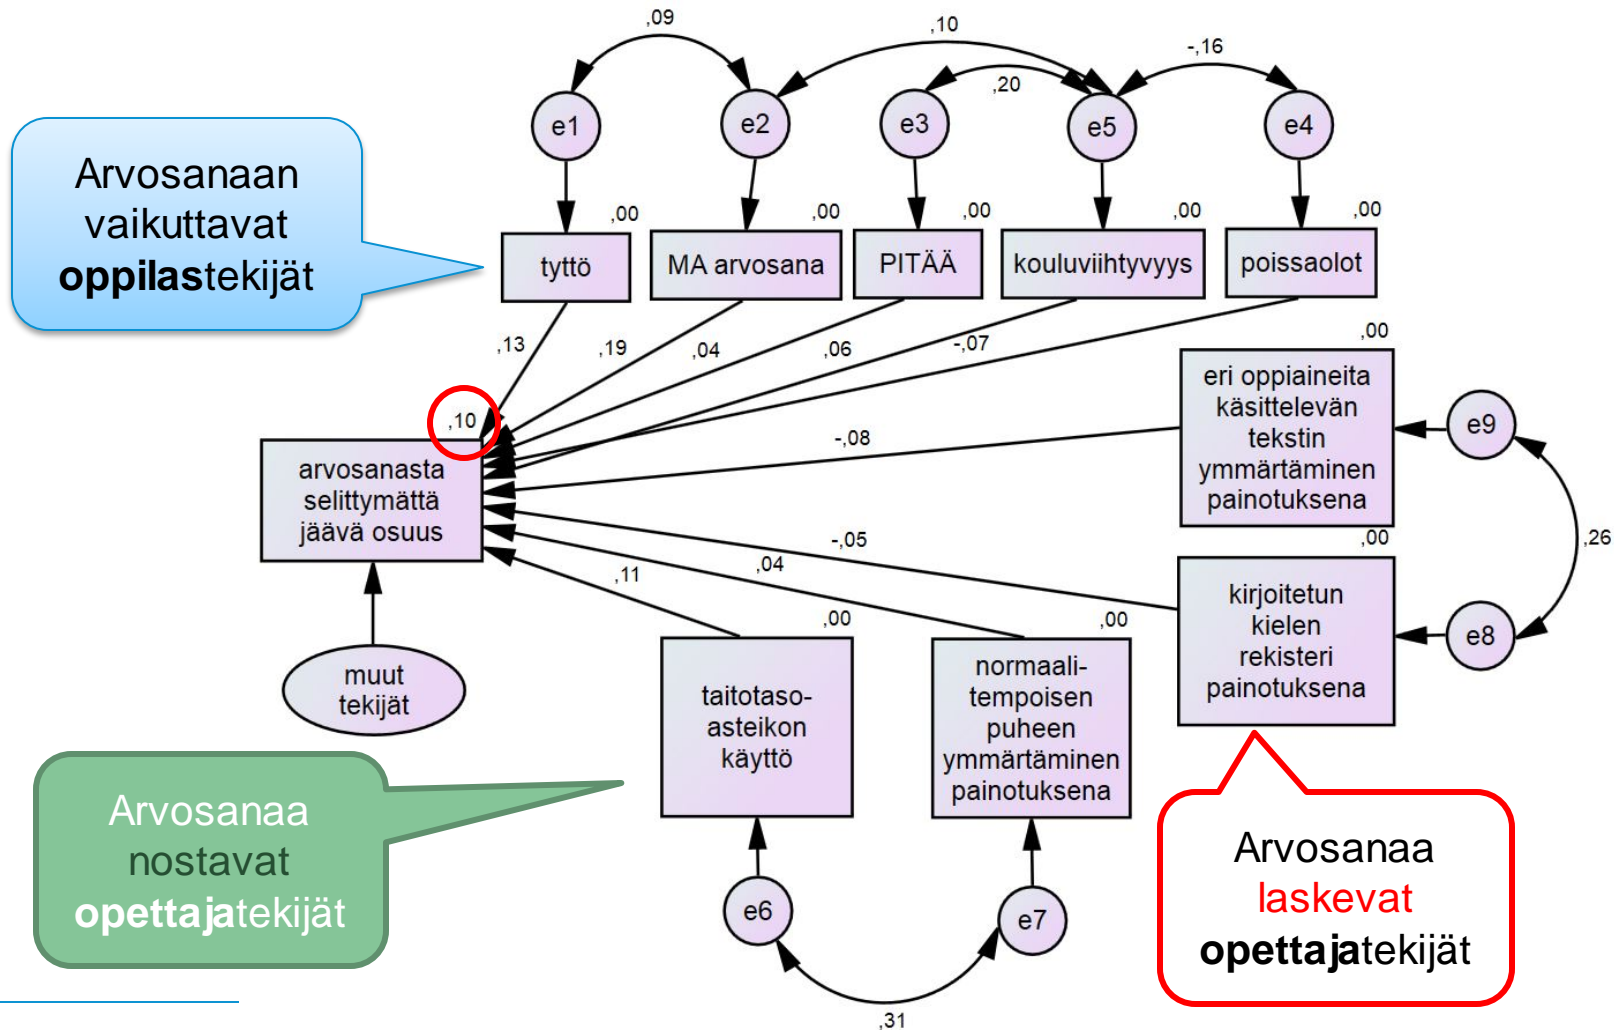 ,09
,10
-,16
,20
e1
e2
e3
e5
e4
Arvosanaan
vaikuttavat
oppilastekijät
,00
,00
,00
,00
,00
tyttö
MA arvosana
PITÄÄ
kouluviihtyvyys
poissaolot
,13
,19
,04
,06
-,07
,00
eri oppiaineita
käsittelevän
tekstin
ymmärtäminen
painotuksena
e9
,10
-,08
arvosanasta
selittymättä
jäävä osuus
-,05
,04
,11
,00
,26
kirjoitetun
kielen
rekisteri
painotuksena
e8
muut
tekijät
,00
taitotaso-
asteikon
käyttö
,00
normaali-
tempoisen
puheen
ymmärtäminen
painotuksena
Arvosanaa
nostavat
opettajatekijät
Arvosanaa
laskevat
opettajatekijät
e6
e7
,31